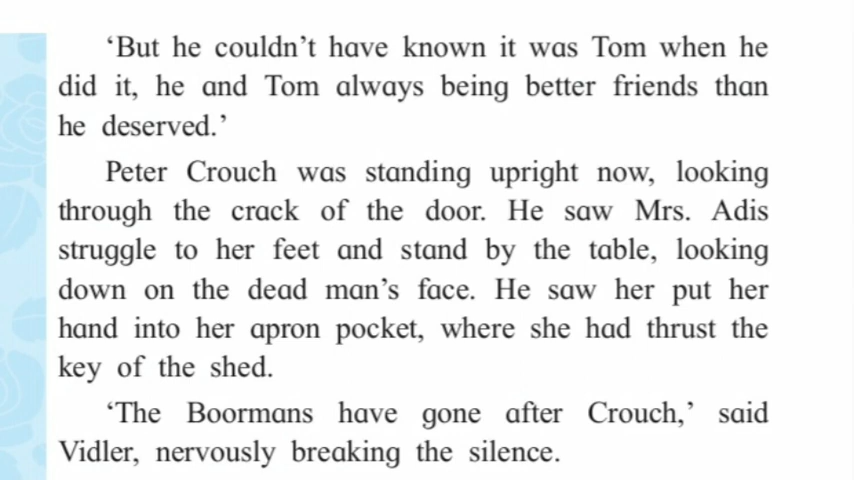 ‘But he couldn’t have known it was Tom when he
did it, he and Tom always being better friends than
he deserved.’
Peter Crouch was standing upright now, looking
through the crack of the door. He saw Mrs. Adis
struggle to her feet and stand by the table, looking
down on the dead man’s face. He saw her put her
hand into her apron pocket, where she had thrust the
key of the shed.
‘The Boormans have gone after Crouch,’ said
Vidler, nervously breaking the silence.